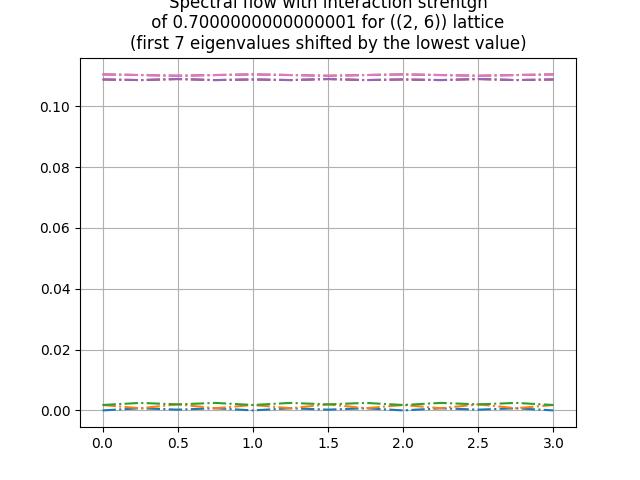 Spectral flow with interaction strentgh
of 0.7000000000000001 for ((2, 6)) lattice
(first 7 eigenvalues shifted by the lowest value)
0.10
0.08
0.06
0.04
0.02
0.00
0.0 0.5 1.0 1.5 2.0 2.5 3.0